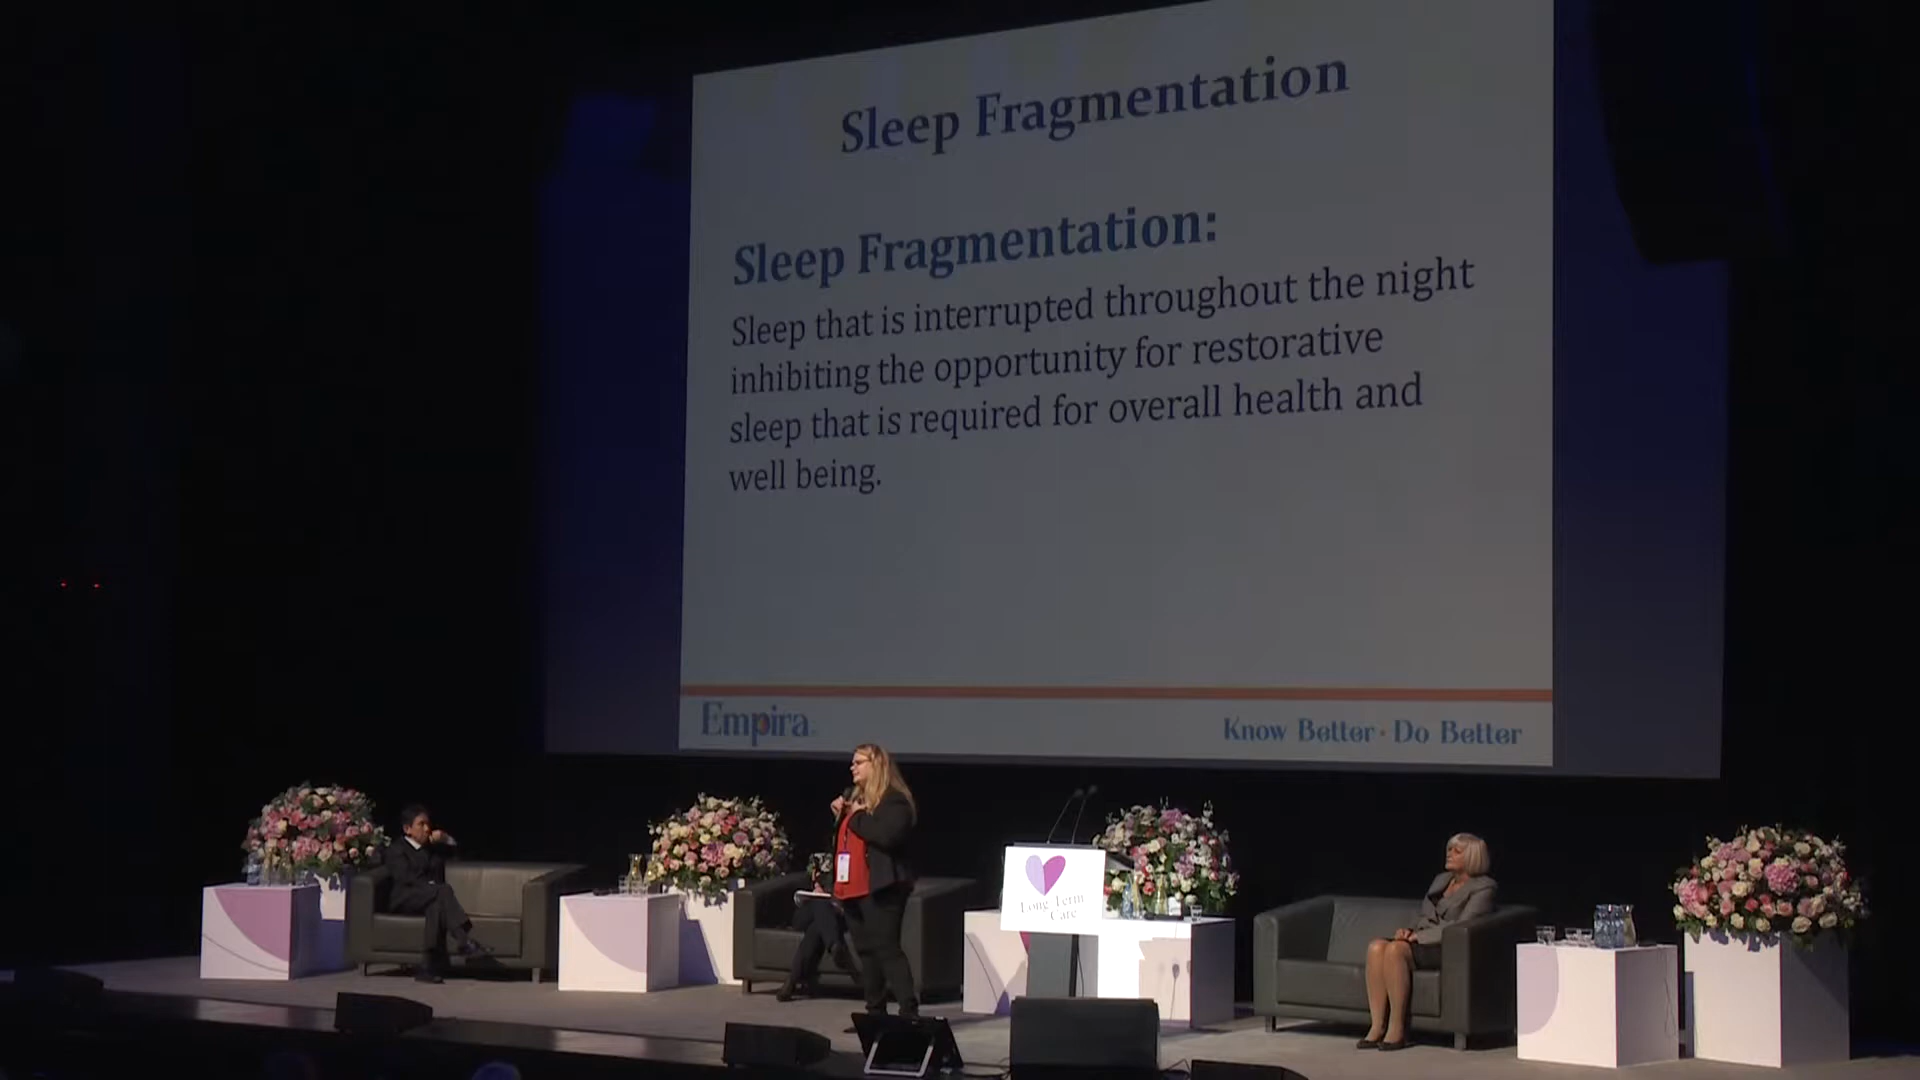 Sleep Fragmentation
Sleep Fragmentation:
Sleep that is interrupted throughout the night
inhibiting the opportunity for restorative
sleep that is required for overall health and
well being.
Empira
Know Better · Do Better
Long Term
Care